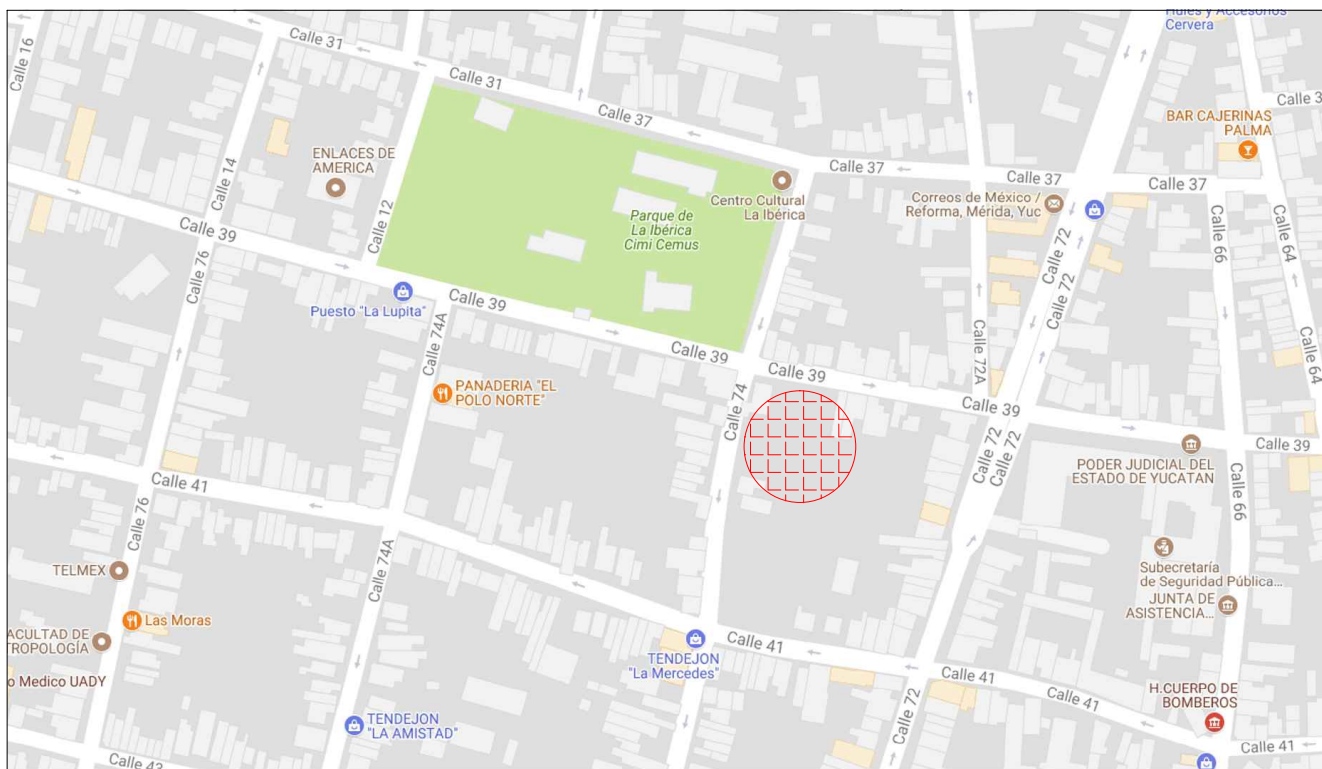 Hules y Accesorios
Cervera
Calle 16
Calle 31
Calle 31
Calle 37
Calle 37
Calle 37
Calle 37
Calle 3
BAR CAJERINAS
PALMA
ENLACES DE
AMERICA
Calle 14
Calle 12
Centro Cultural
La Ibérica
Parque de
La Ibérica
Cimi Cemus
Correos de México /
Reforma, Mérida, Yuc
Calle 72
Calle 72
Calle 66
Calle 64
Calle 64
Calle 39
Calle 76
Puesto "La Lupita"
Calle 39
Calle 74A
Calle 39
Calle 39
Calle 72A
Calle 39
PANADERIA "EL
POLO NORTE"
Calle 74
Calle 72
Calle 72
Calle 39
PODER JUDICIAL DEL
ESTADO DE YUCATAN
Calle 41
Calle 76
Calle 66
Calle 74A
TELMEX
Subecretaría
de Seguridad Pública...
JUNTA DE
ASISTENCIA...
Las Moras
ACULTAD DE
TROPOLOGÍA
o Medico UADY
Calle 41
TENDEJON
"La Mercedes"
Calle 41
Calle 41
H.CUERPO DE
BOMBEROS
TENDEJON
"LA AMISTAD"
Calle 72
Calle 41
Calle 43